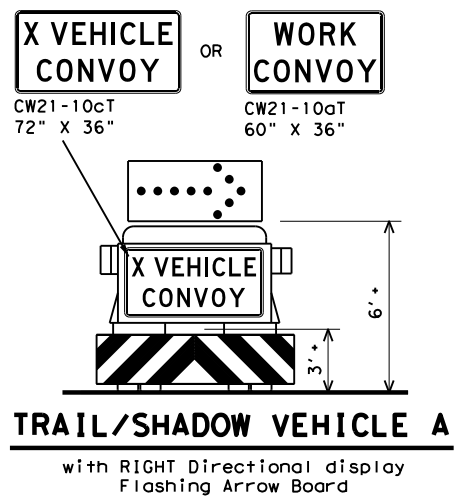 X VEHICLE
CONVOY
OR
WORK
CONVOY
CW21-10cT
72" X 36"
CW21-10aT
60" X 36"
X VEHICLE
CONVOY
6' +
3' +
TRAIL/SHADOW VEHICLE A
with RIGHT Directional display
Flashing Arrow Board